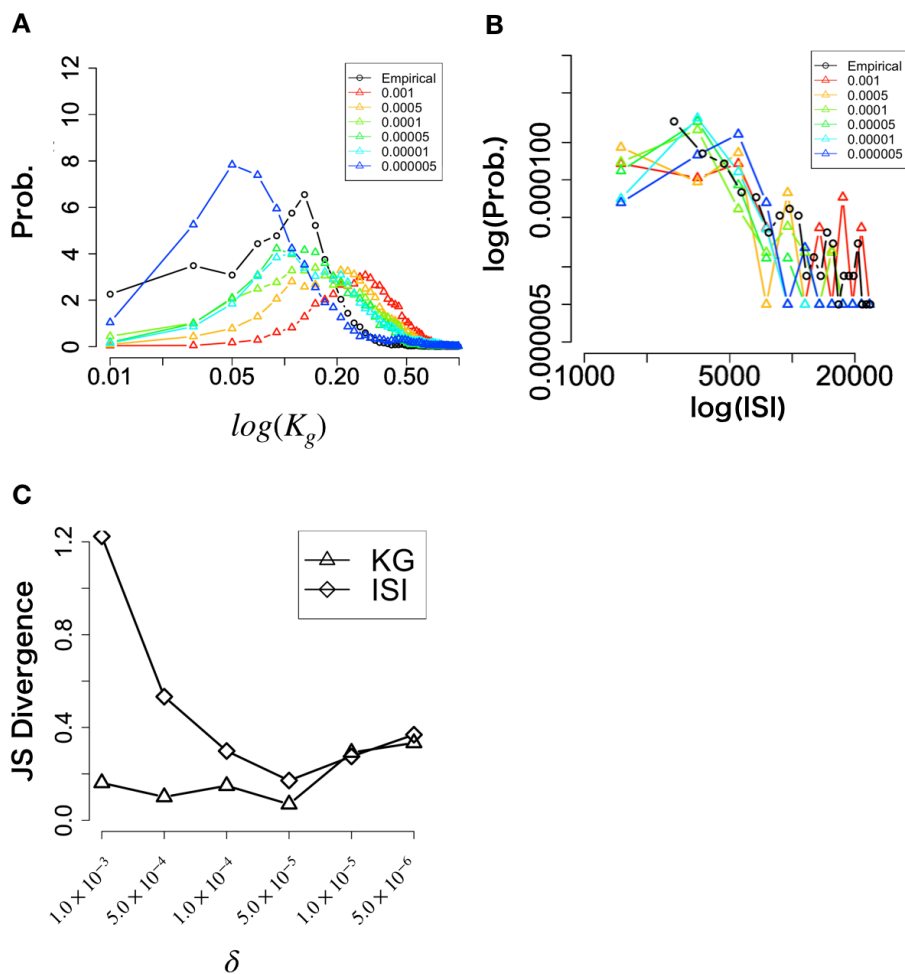 A
12
10
8
6
4
2
0
Prob.
0.01
0.05
0.20
0.50
log(K_g)
Empirical
0.001
0.0005
0.0001
0.00005
0.00001
0.000005
B
log(Prob.)
0.000100
0.000005
1000
5000
20000
log(ISI)
Empirical
0.001
0.0005
0.0001
0.00005
0.00001
0.000005
C
JS Divergence
1.2
0.8
0.4
0.0
KG
ISI
1.0 × 10⁻³
5.0 × 10⁻⁴
1.0 × 10⁻⁴
5.0 × 10⁻⁵
1.0 × 10⁻⁵
5.0 × 10⁻⁶
δ